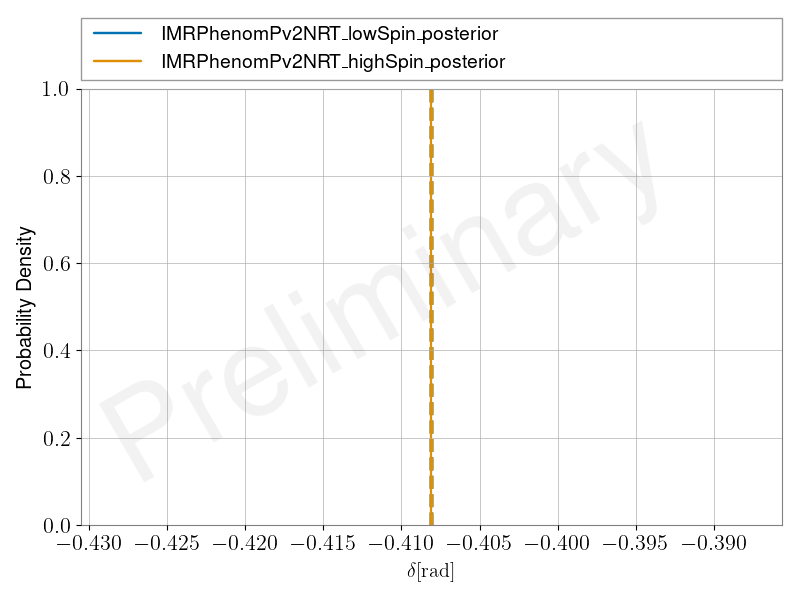 IMRPhenomPv2NRT_lowSpin_posterior
IMRPhenomPv2NRT_highSpin_posterior
1.0
0.8
0.6
0.4
0.2
0.0
Probability Density
Preliminary
−0.430 −0.425 −0.420 −0.415 −0.410 −0.405 −0.400 −0.395 −0.390
δ[rad]